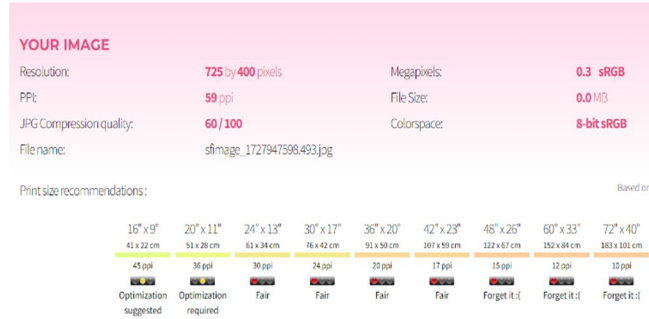 YOUR IMAGE
Resolution: 725 by 400 pixels Megapixels: 0.3 sRGB
PPI: 59 ppi File Size: 0.0 MB
JPG Compression quality: 60 / 100 Colorspace: 8-bit sRGB
File name: sfimage_1727947598.493.jpg
Print size recommendations : Based on
16" x 9" 20" x 11" 24" x 13" 30" x 17" 36" x 20" 42" x 23" 48" x 26" 60" x 33" 72" x 40"
41 x 22 cm 51 x 28 cm 61 x 34 cm 76 x 42 cm 91 x 50 cm 107 x 59 cm 122 x 67 cm 152 x 84 cm 183 x 101 cm
45 ppi 36 ppi 30 ppi 24 ppi 20 ppi 17 ppi 15 ppi 12 ppi 10 ppi
Optimization Optimization Fair Fair Fair Fair Forget it :( Forget it :( Forget it :(
suggested required